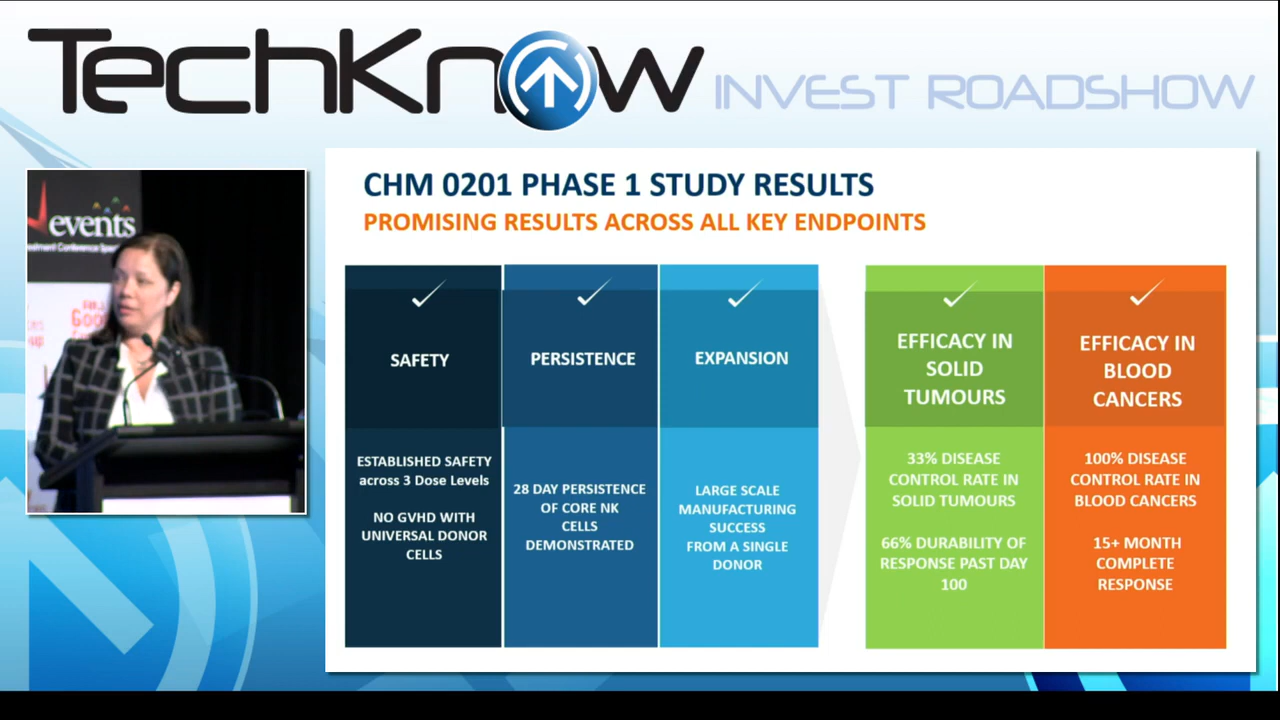 TechKnow INVEST ROADSHOW
events
CHM 0201 PHASE 1 STUDY RESULTS
PROMISING RESULTS ACROSS ALL KEY ENDPOINTS
SAFETY
ESTABLISHED SAFETY
across 3 Dose Levels
NO GVHD WITH
UNIVERSAL DONOR
CELLS
PERSISTENCE
28 DAY PERSISTENCE
OF CORE NK
CELLS
DEMONSTRATED
EXPANSION
LARGE SCALE
MANUFACTURING
SUCCESS
FROM A SINGLE
DONOR
EFFICACY IN
SOLID
TUMOURS
33% DISEASE
CONTROL RATE IN
SOLID TUMOURS
66% DURABILITY OF
RESPONSE PAST DAY
100
EFFICACY IN
BLOOD
CANCERS
100% DISEASE
CONTROL RATE IN
BLOOD CANCERS
15+ MONTH
COMPLETE
RESPONSE